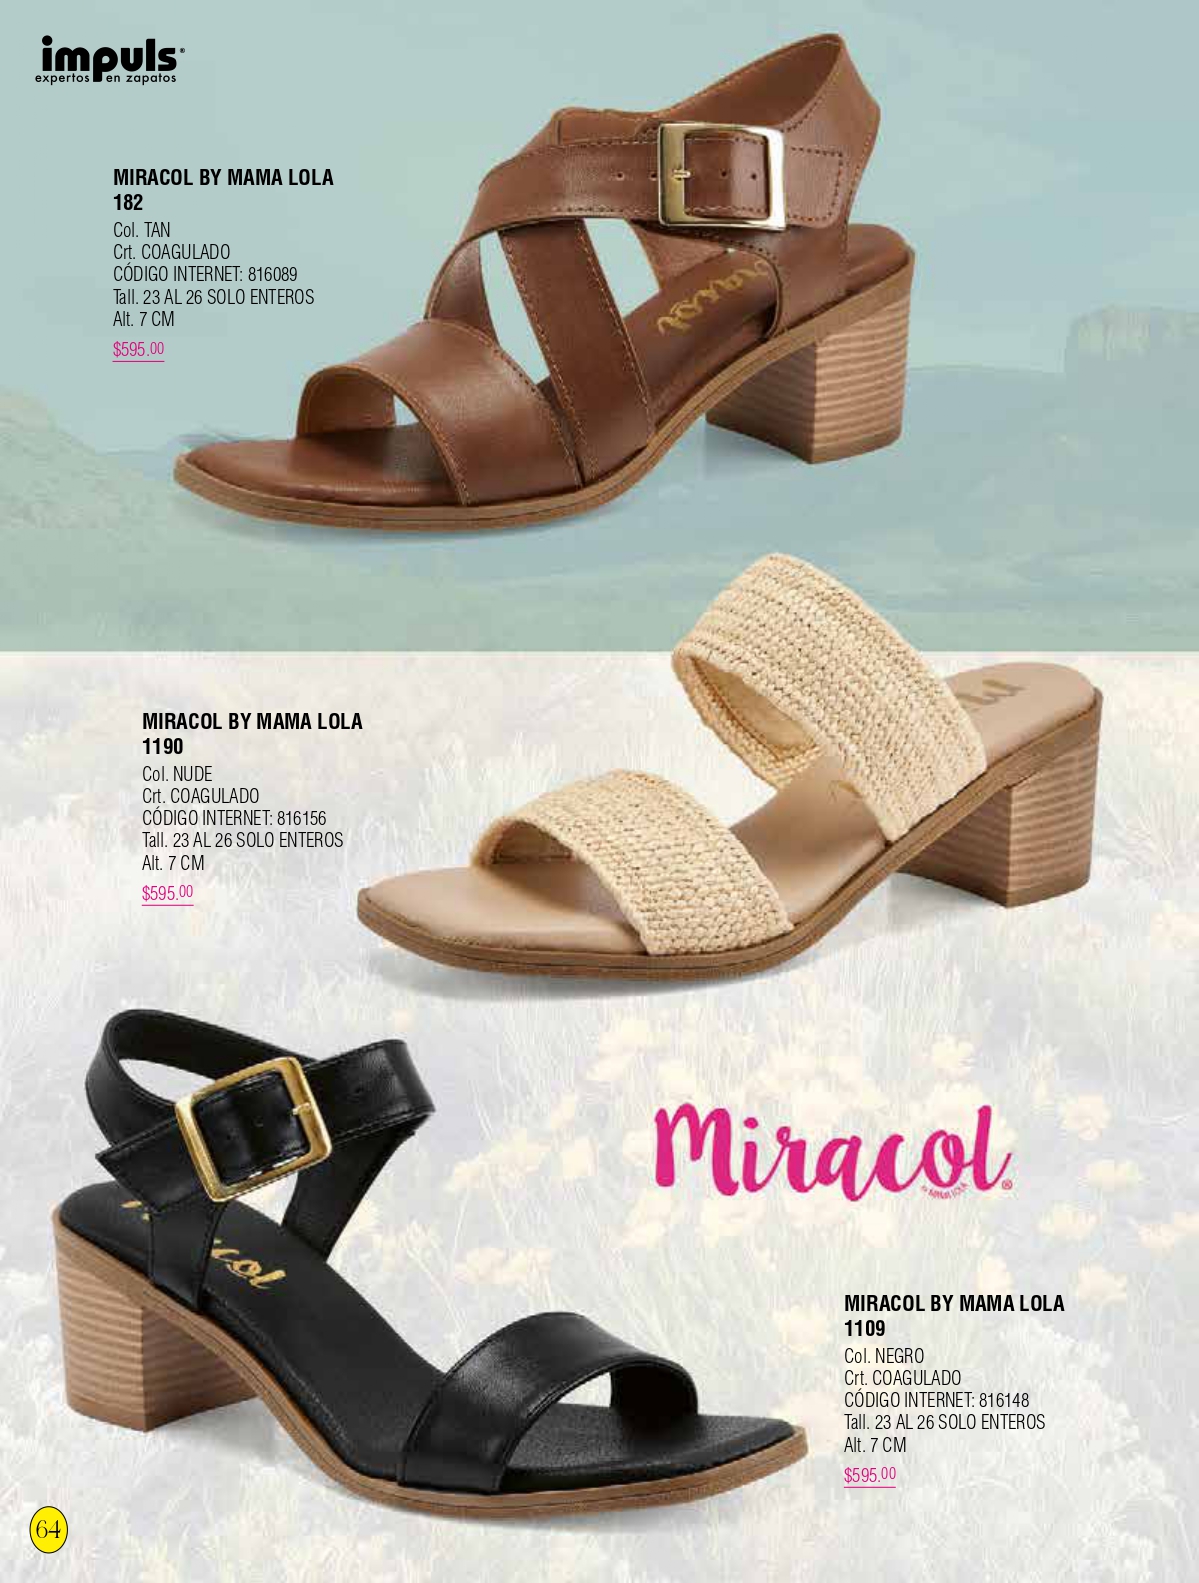 impuls®
expertos en zapatos
MIRACOL BY MAMA LOLA
182
Col. TAN
Crt. COAGULADO
CÓDIGO INTERNET: 816089
Tall. 23 AL 26 SOLO ENTEROS
Alt. 7 CM
$595.00
MIRACOL BY MAMA LOLA
1190
Col. NUDE
Crt. COAGULADO
CÓDIGO INTERNET: 816156
Tall. 23 AL 26 SOLO ENTEROS
Alt. 7 CM
$595.00
Miracol®
by MAMA LOLA
MIRACOL BY MAMA LOLA
1109
Col. NEGRO
Crt. COAGULADO
CÓDIGO INTERNET: 816148
Tall. 23 AL 26 SOLO ENTEROS
Alt. 7 CM
$595.00
64